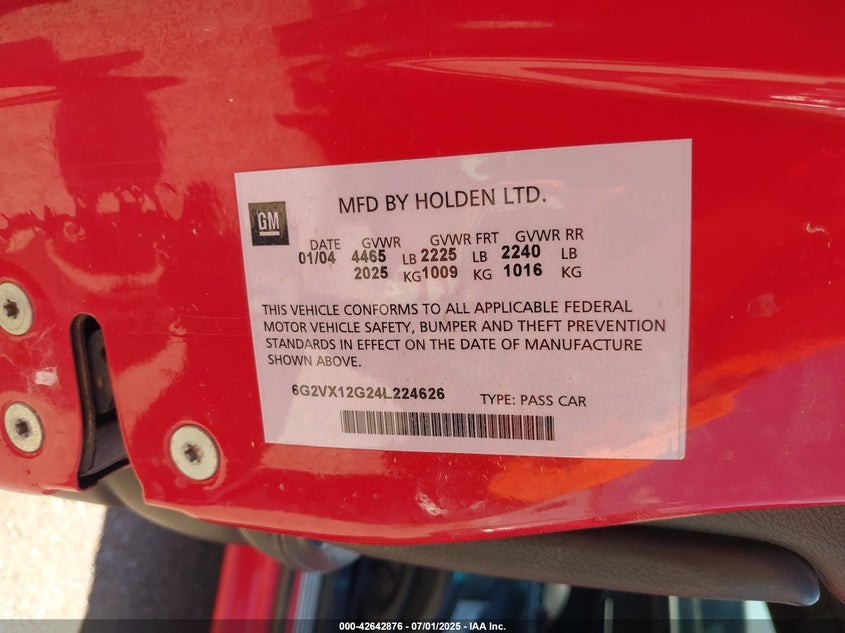 MFD BY HOLDEN LTD.
GM
DATE GVWR GVWR FRT GVWR RR
01/04 4465 LB 2225 LB 2240 LB
2025 KG 1009 KG 1016 KG
THIS VEHICLE CONFORMS TO ALL APPLICABLE FEDERAL
MOTOR VEHICLE SAFETY, BUMPER AND THEFT PREVENTION
STANDARDS IN EFFECT ON THE DATE OF MANUFACTURE
SHOWN ABOVE.
6G2VX12G24L224626 TYPE: PASS CAR
000-42642876 - 07/01/2025 - IAA Inc.